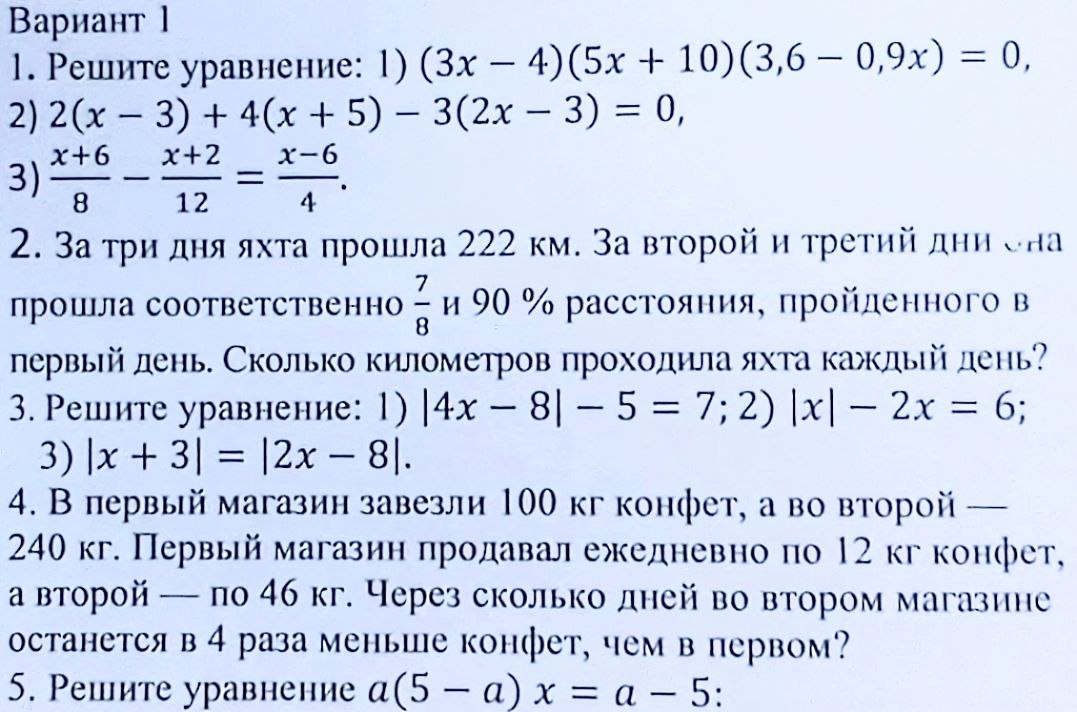 Вариант 1
1. Решите уравнение: 1) (3x − 4)(5x + 10)(3,6 − 0,9x) = 0,
2) 2(x − 3) + 4(x + 5) − 3(2x − 3) = 0,
3) \frac{x+6}{8} − \frac{x+2}{12} = \frac{x−6}{4}.
2. За три дня яхта прошла 222 км. За второй и третий дни она
прошла соответственно \frac{7}{8} и 90 % расстояния, пройденного в
первый день. Сколько километров проходила яхта каждый день?
3. Решите уравнение: 1) |4x − 8| − 5 = 7; 2) |x| − 2x = 6;
3) |x + 3| = |2x − 8|.
4. В первый магазин завезли 100 кг конфет, а во второй —
240 кг. Первый магазин продавал ежедневно по 12 кг конфет,
а второй — по 46 кг. Через сколько дней во втором магазине
останется в 4 раза меньше конфет, чем в первом?
5. Решите уравнение a(5 − a) x = a − 5: